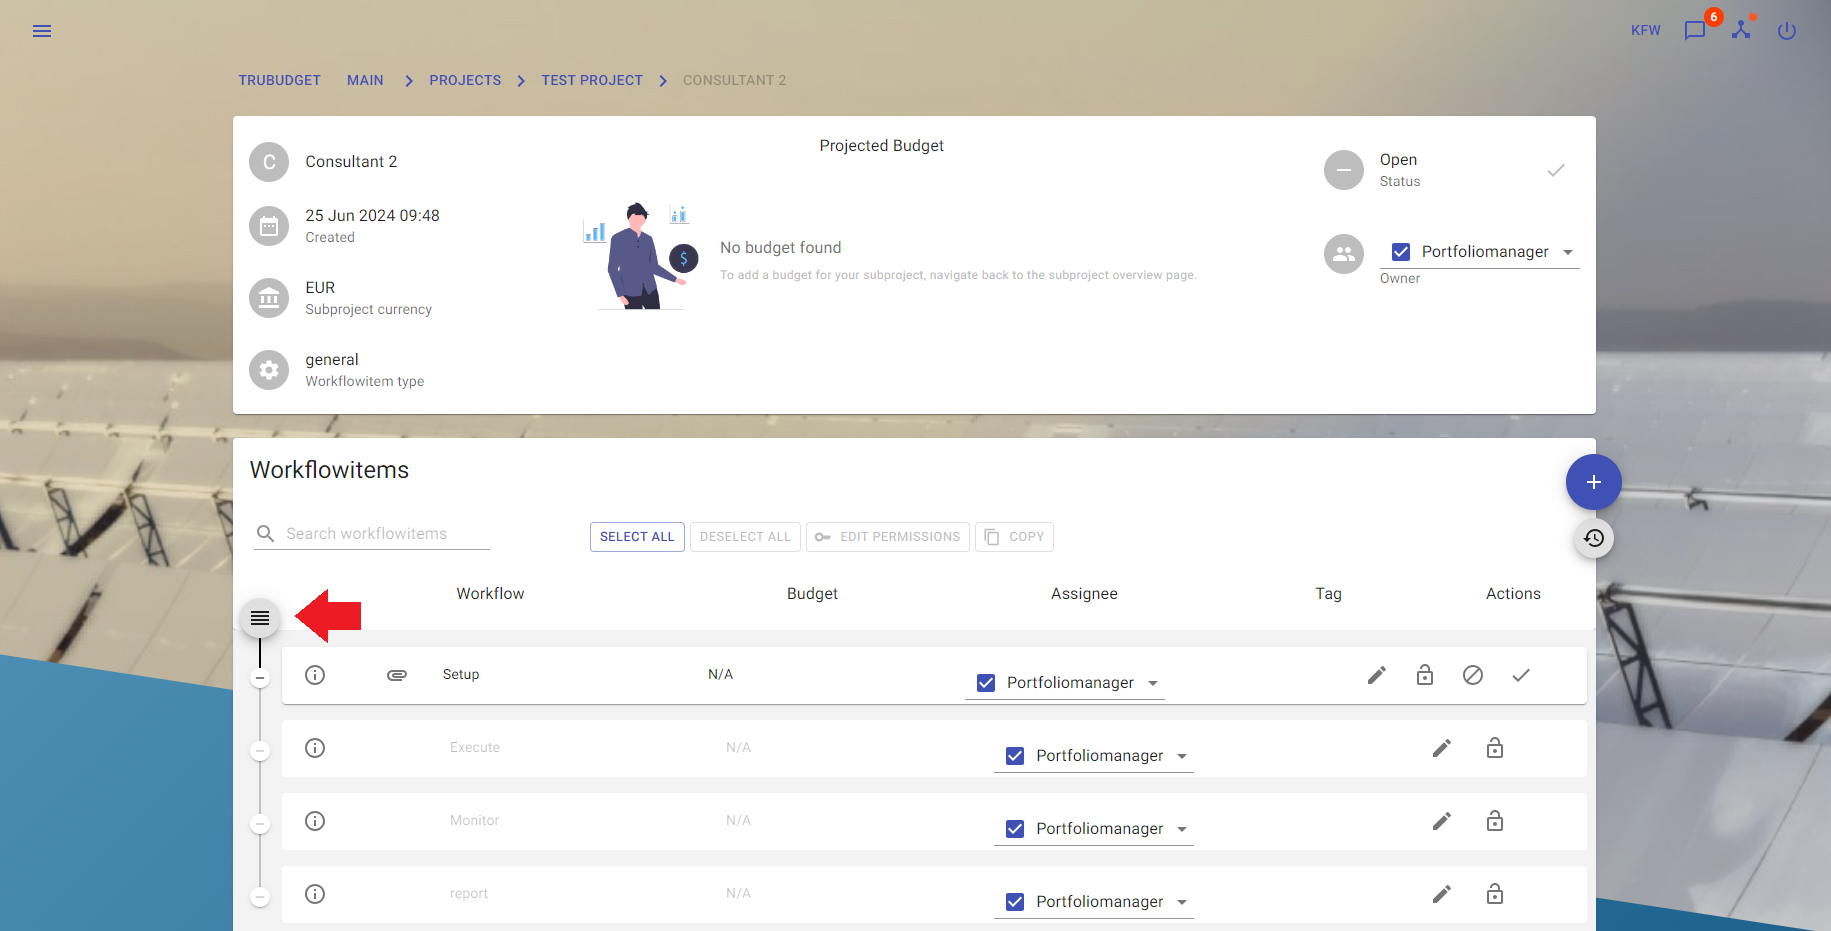 KFW
6
TRUBUDGET MAIN PROJECTS TEST PROJECT CONSULTANT 2
C
Consultant 2
25 Jun 2024 09:48
Created
EUR
Subproject currency
general
Workflowitem type
Projected Budget
$
No budget found
To add a budget for your subproject, navigate back to the subproject overview page.
Open
Status
Portfoliomanager
Owner
Workflowitems
Search workflowitems
SELECT ALL DESELECT ALL EDIT PERMISSIONS COPY
Workflow Budget Assignee Tag Actions
Setup N/A Portfoliomanager
Execute N/A Portfoliomanager
Monitor N/A Portfoliomanager
report N/A Portfoliomanager